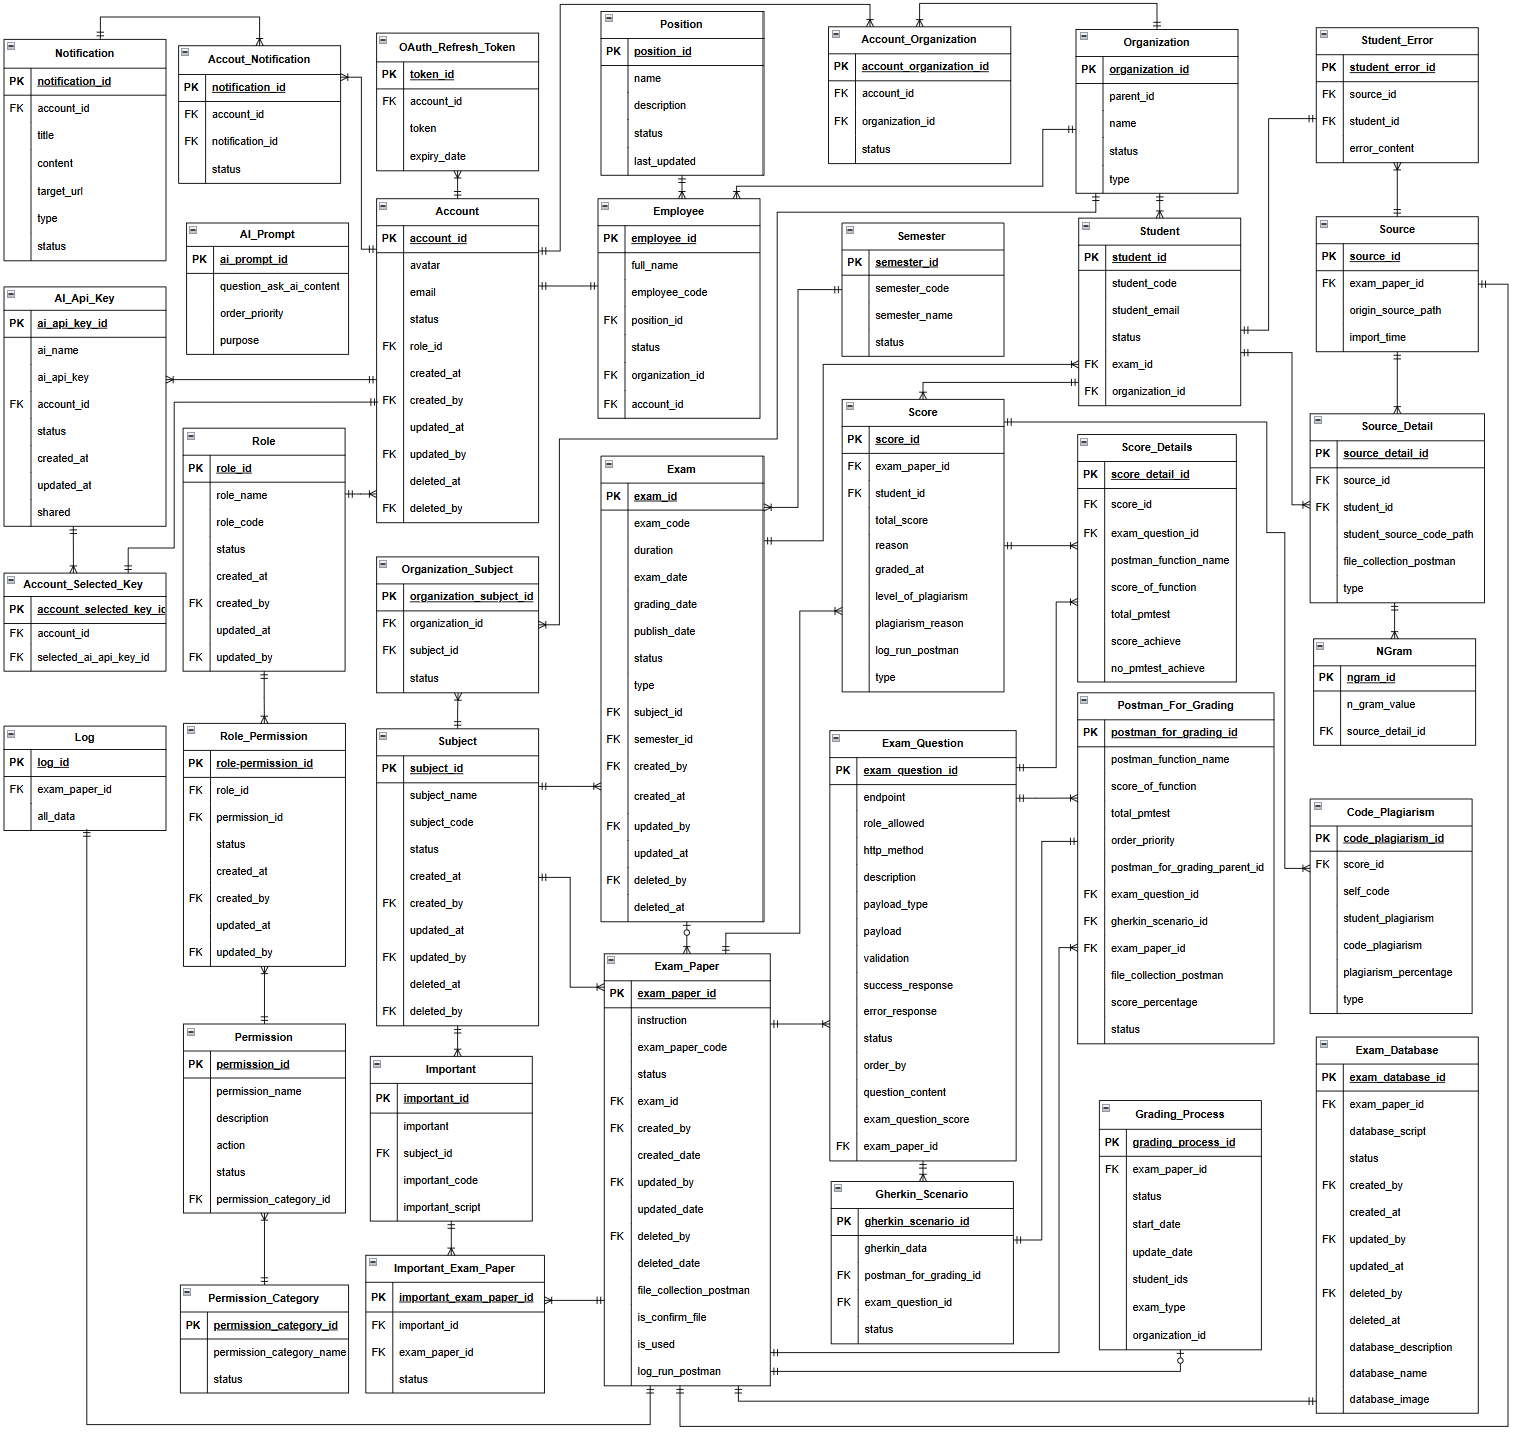 Notification
PK notification_id
FK account_id
title
content
target_url
type
status
Accout_Notification
PK notification_id
FK account_id
FK notification_id
status
OAuth_Refresh_Token
PK token_id
FK account_id
token
expiry_date
Position
PK position_id
name
description
status
last_updated
Account_Organization
PK account_organization_id
FK account_id
FK organization_id
status
Organization
PK organization_id
parent_id
name
status
type
Student_Error
PK student_error_id
FK source_id
FK student_id
error_content
AI_Prompt
PK ai_prompt_id
question_ask_ai_content
order_priority
purpose
Account
PK account_id
avatar
email
status
FK role_id
created_at
FK created_by
updated_at
FK updated_by
deleted_at
FK deleted_by
Employee
PK employee_id
full_name
employee_code
FK position_id
status
FK organization_id
FK account_id
Semester
PK semester_id
semester_code
semester_name
status
Student
PK student_id
student_code
student_email
status
FK exam_id
FK organization_id
Source
PK source_id
FK exam_paper_id
origin_source_path
import_time
AI_Api_Key
PK ai_api_key_id
ai_name
ai_api_key
FK account_id
status
created_at
updated_at
shared
Role
PK role_id
role_name
role_code
status
created_at
FK created_by
updated_at
FK updated_by
Exam
PK exam_id
exam_code
duration
exam_date
grading_date
publish_date
status
type
FK subject_id
FK semester_id
FK created_by
created_at
FK updated_by
updated_at
FK deleted_by
deleted_at
Score
PK score_id
FK exam_paper_id
FK student_id
total_score
reason
graded_at
level_of_plagiarism
plagiarism_reason
log_run_postman
type
Score_Details
PK score_detail_id
FK score_id
FK exam_question_id
postman_function_name
score_of_function
total_pmtest
score_achieve
no_pmtest_achieve
Source_Detail
PK source_detail_id
FK source_id
FK student_id
student_source_code_path
file_collection_postman
type
Account_Selected_Key
PK account_selected_key_id
FK account_id
FK selected_ai_api_key_id
Organization_Subject
PK organization_subject_id
FK organization_id
FK subject_id
status
NGram
PK ngram_id
n_gram_value
FK source_detail_id
Log
PK log_id
FK exam_paper_id
all_data
Role_Permission
PK role-permission_id
FK role_id
FK permission_id
status
created_at
FK created_by
updated_at
FK updated_by
Subject
PK subject_id
subject_name
subject_code
status
created_at
FK created_by
updated_at
FK updated_by
deleted_at
FK deleted_by
Exam_Question
PK exam_question_id
endpoint
role_allowed
http_method
description
payload_type
payload
validation
success_response
error_response
status
order_by
question_content
exam_question_score
FK exam_paper_id
Postman_For_Grading
PK postman_for_grading_id
postman_function_name
score_of_function
total_pmtest
order_priority
postman_for_grading_parent_id
FK exam_question_id
FK gherkin_scenario_id
FK exam_paper_id
file_collection_postman
score_percentage
status
Code_Plagiarism
PK code_plagiarism_id
FK score_id
self_code
student_plagiarism
code_plagiarism
plagiarism_percentage
type
Exam_Paper
PK exam_paper_id
instruction
exam_paper_code
status
FK exam_id
FK created_by
created_date
FK updated_by
updated_date
FK deleted_by
deleted_date
file_collection_postman
is_confirm_file
is_used
log_run_postman
Permission
PK permission_id
permission_name
description
action
status
FK permission_category_id
Important
PK important_id
important
FK subject_id
important_code
important_script
Exam_Database
PK exam_database_id
FK exam_paper_id
database_script
status
FK created_by
created_at
FK updated_by
updated_at
FK deleted_by
deleted_at
database_description
database_name
database_image
Grading_Process
PK grading_process_id
FK exam_paper_id
status
start_date
update_date
student_ids
exam_type
organization_id
Gherkin_Scenario
PK gherkin_scenario_id
gherkin_data
FK postman_for_grading_id
FK exam_question_id
status
Important_Exam_Paper
PK important_exam_paper_id
FK important_id
FK exam_paper_id
status
Permission_Category
PK permission_category_id
permission_category_name
status